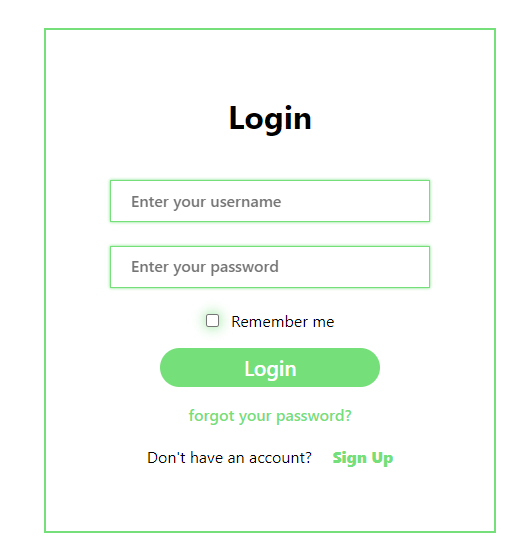 Login
Enter your username
Enter your password
Remember me
Login
forgot your password?
Don't have an account? Sign Up